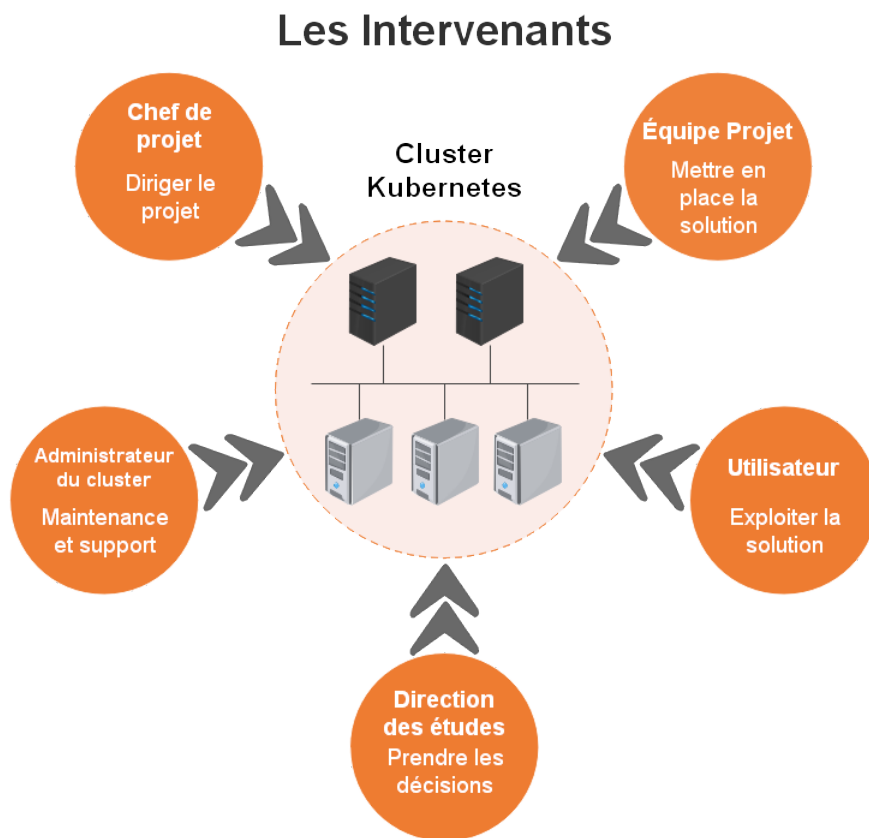 Les Intervenants
Chef de
projet
Diriger le
projet
Cluster
Kubernetes
Équipe Projet
Mettre en
place la
solution
Administrateur
du cluster
Maintenance
et support
Utilisateur
Exploiter la
solution
Direction
des études
Prendre les
décisions